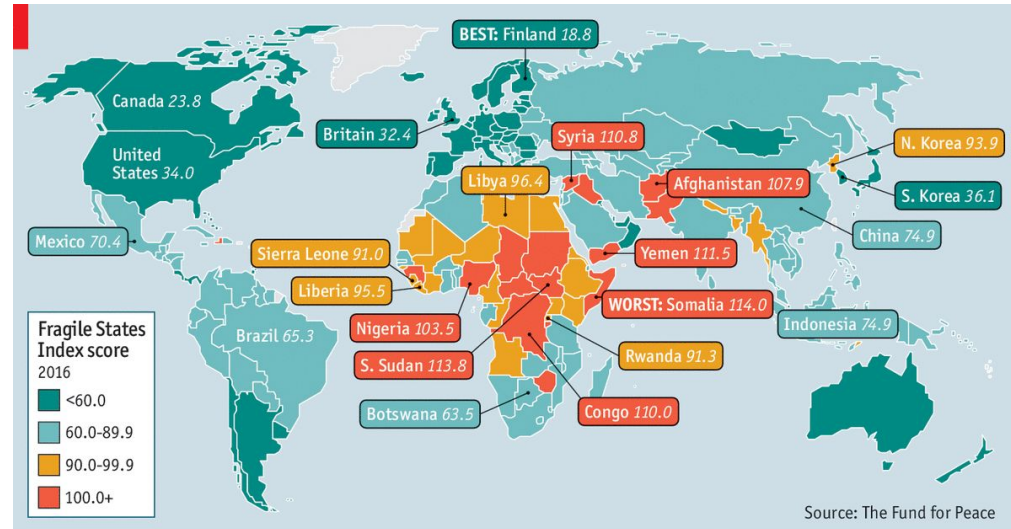 BEST: Finland 18.8
Canada 23.8
Britain 32.4
United
States 34.0
Syria 110.8
N. Korea 93.9
Libya 96.4
Afghanistan 107.9
S. Korea 36.1
Mexico 70.4
China 74.9
Sierra Leone 91.0
Yemen 111.5
Liberia 95.5
WORST: Somalia 114.0
Nigeria 103.5
Indonesia 74.9
Brazil 65.3
S. Sudan 113.8
Rwanda 91.3
Botswana 63.5
Congo 110.0
Fragile States
Index score
2016
<60.0
60.0-89.9
90.0-99.9
100.0+
Source: The Fund for Peace